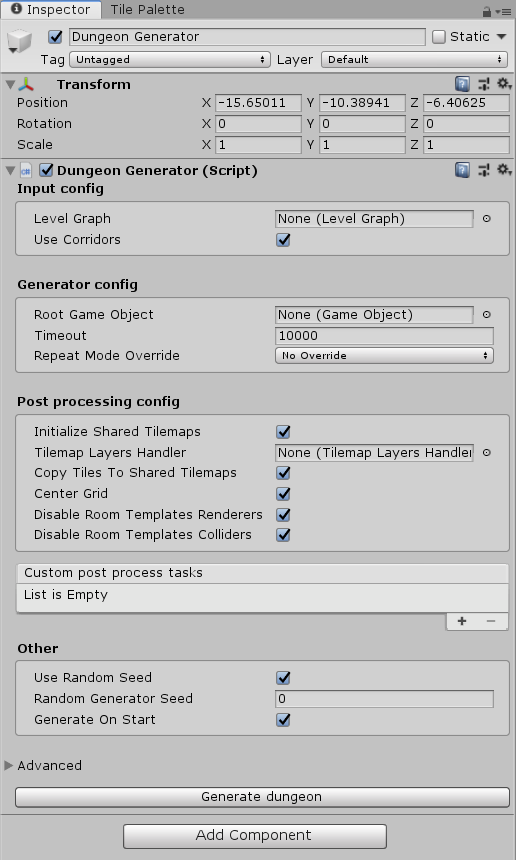 Inspector Tile Palette
Dungeon Generator Static
Tag Untagged Layer Default
Transform
Position X -15.65011 Y -10.38941 Z -6.40625
Rotation X 0 Y 0 Z 0
Scale X 1 Y 1 Z 1
Dungeon Generator (Script)
Input config
Level Graph None (Level Graph)
Use Corridors
Generator config
Root Game Object None (Game Object)
Timeout 10000
Repeat Mode Override No Override
Post processing config
Initialize Shared Tilemaps
Tilemap Layers Handler None (Tilemap Layers Handler
Copy Tiles To Shared Tilemaps
Center Grid
Disable Room Templates Renderers
Disable Room Templates Colliders
Custom post process tasks
List is Empty
+ −
Other
Use Random Seed
Random Generator Seed 0
Generate On Start
Advanced
Generate dungeon
Add Component